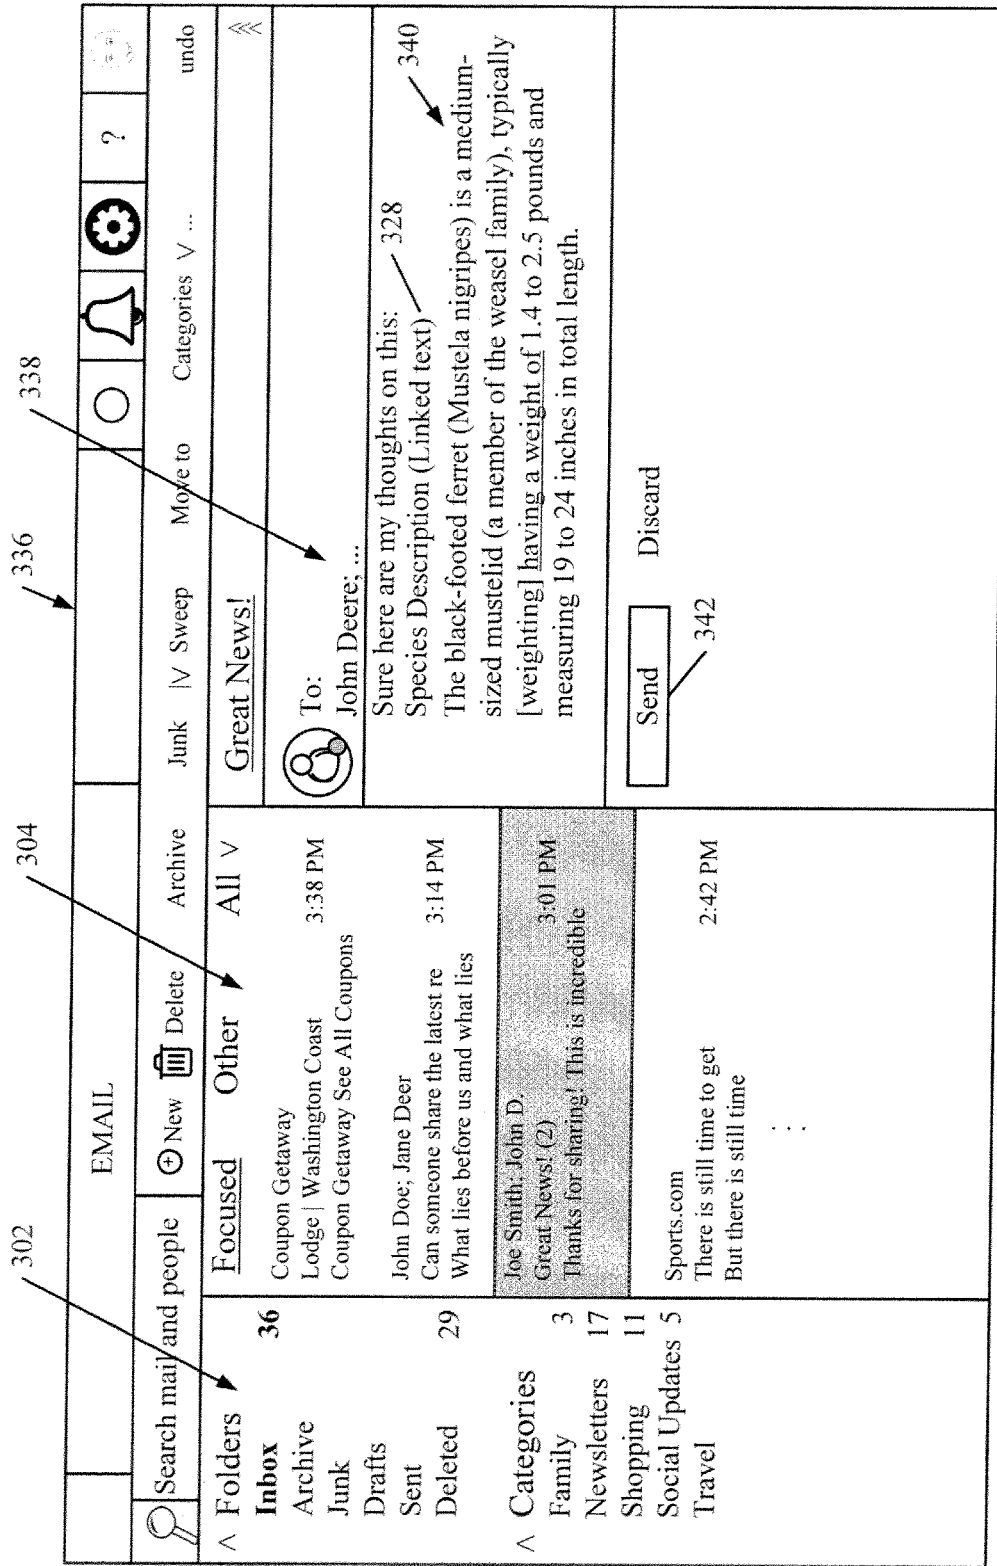 336
338
304
302
EMAIL
?
Search mail and people
New
Delete
Archive
Junk |V Sweep
Move to
Categories V ...
undo
^ Folders
Inbox 36
Archive
Junk
Drafts
Sent
Deleted 29
^ Categories
Family 3
Newsletters 17
Shopping 11
Social Updates 5
Travel
Focused Other All V
Coupon Getaway
Lodge | Washington Coast 3:38 PM
Coupon Getaway See All Coupons
John Doe; Jane Deer
Can someone share the latest re 3:14 PM
What lies before us and what lies
Joe Smith; John D.
Great News! (2) 3:01 PM
Thanks for sharing! This is incredible
Sports.com
There is still time to get 2:42 PM
But there is still time
Great News!
To:
John Deere; ...
Sure here are my thoughts on this:
328
Species Description (Linked text)
340
The black-footed ferret (Mustela nigripes) is a medium-
sized mustelid (a member of the weasel family), typically
[weighting] having a weight of 1.4 to 2.5 pounds and
measuring 19 to 24 inches in total length.
Send Discard
342